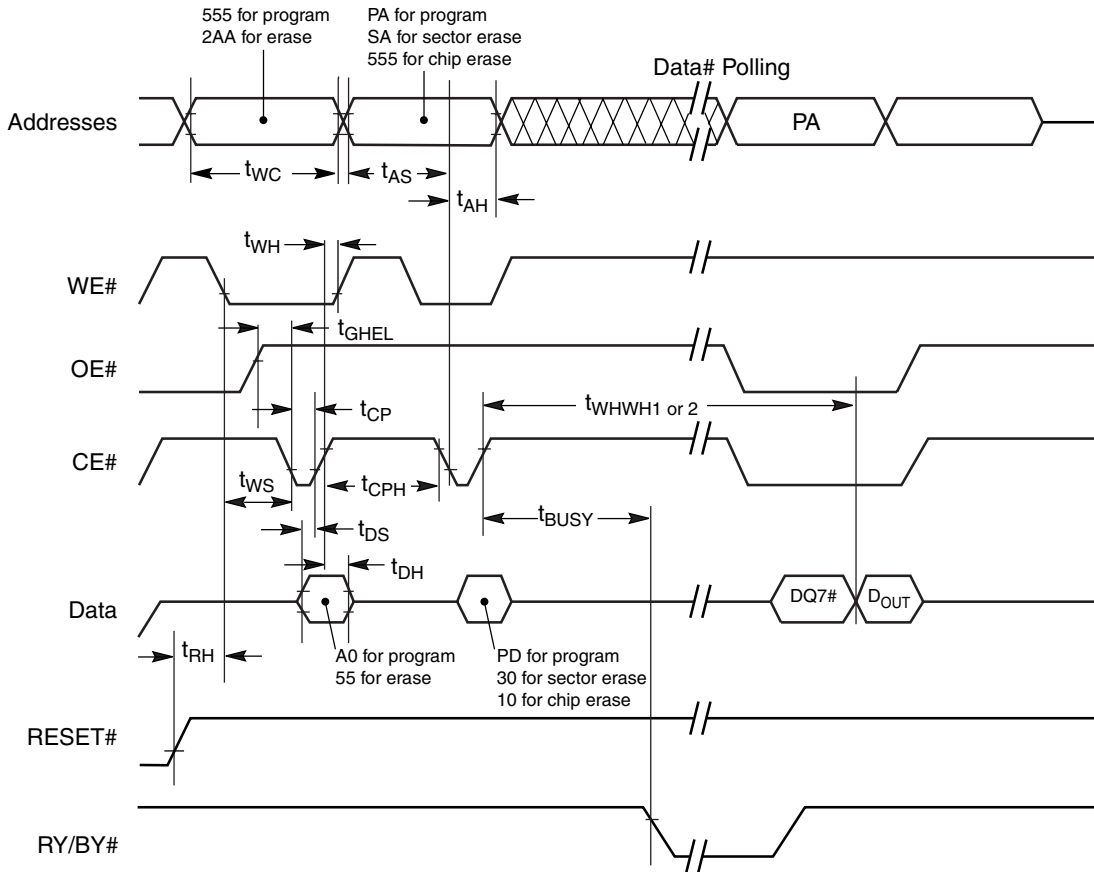 555 for program
2AA for erase
PA for program
SA for sector erase
555 for chip erase
Data# Polling
Addresses
PA
tWC
tAS
tAH
tWH
WE#
tGHEL
OE#
tWHWH1 or 2
tCP
CE#
tWS
tCPH
tBUSY
tDS
tDH
Data
DQ7#
DOUT
tRH
A0 for program
55 for erase
PD for program
30 for sector erase
10 for chip erase
RESET#
RY/BY#